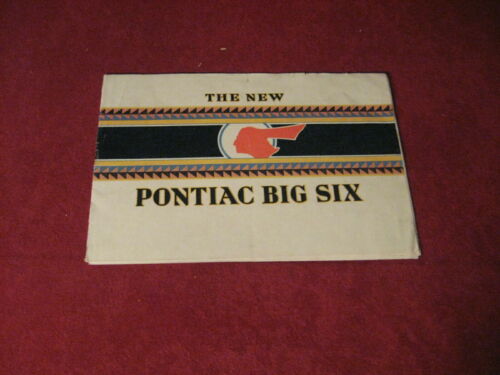 THE NEW
PONTIAC BIG SIX